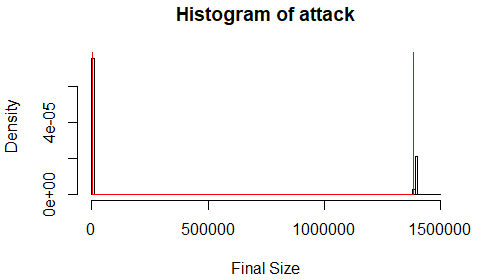 Histogram of attack
Density
4e-05
0e+00
0
500000
1000000
1500000
Final Size